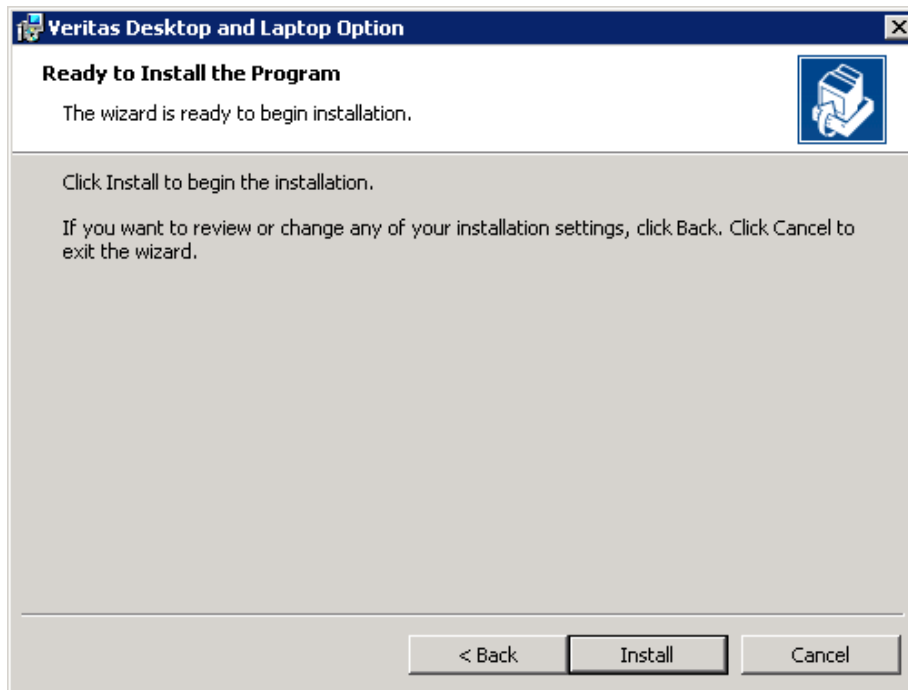 Veritas Desktop and Laptop Option
Ready to Install the Program
The wizard is ready to begin installation.
Click Install to begin the installation.
If you want to review or change any of your installation settings, click Back. Click Cancel to
exit the wizard.
< Back Install Cancel